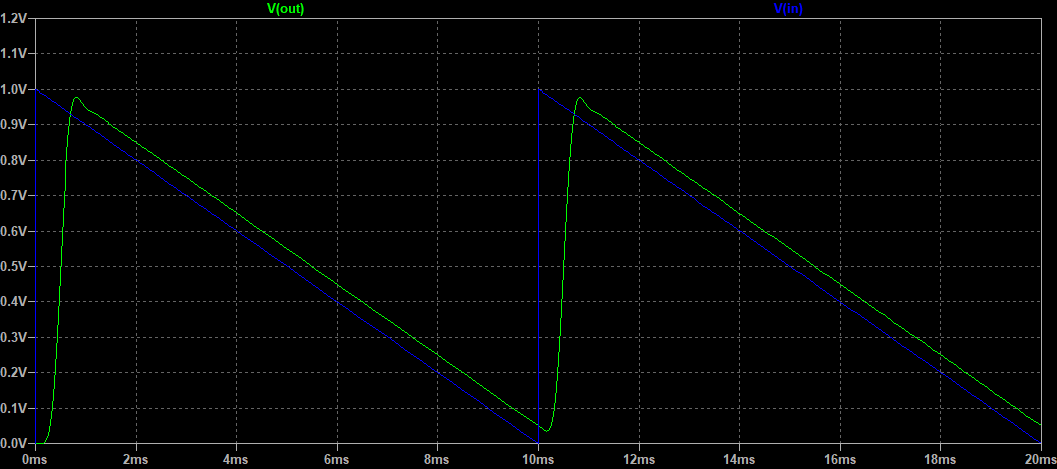 V(out) V(in)
1.2V
1.1V
1.0V
0.9V
0.8V
0.7V
0.6V
0.5V
0.4V
0.3V
0.2V
0.1V
0.0V
0ms 2ms 4ms 6ms 8ms 10ms 12ms 14ms 16ms 18ms 20ms